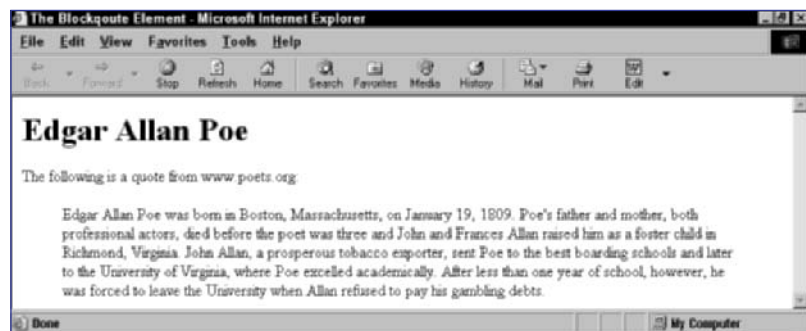 The Blockqoute Element - Microsoft Internet Explorer
File Edit View Favorites Tools Help
Back Forward Stop Refresh Home Search Favorites Media History Mail Print Edit
Edgar Allan Poe
The following is a quote from www.poets.org:
Edgar Allan Poe was born in Boston, Massachusetts, on January 19, 1809. Poe's father and mother, both
professional actors, died before the poet was three and John and Frances Allan raised him as a foster child in
Richmond, Virginia. John Allan, a prosperous tobacco exporter, sent Poe to the best boarding schools and later
to the University of Virginia, where Poe excelled academically. After less than one year of school, however, he
was forced to leave the University when Allan refused to pay his gambling debts.
Done My Computer